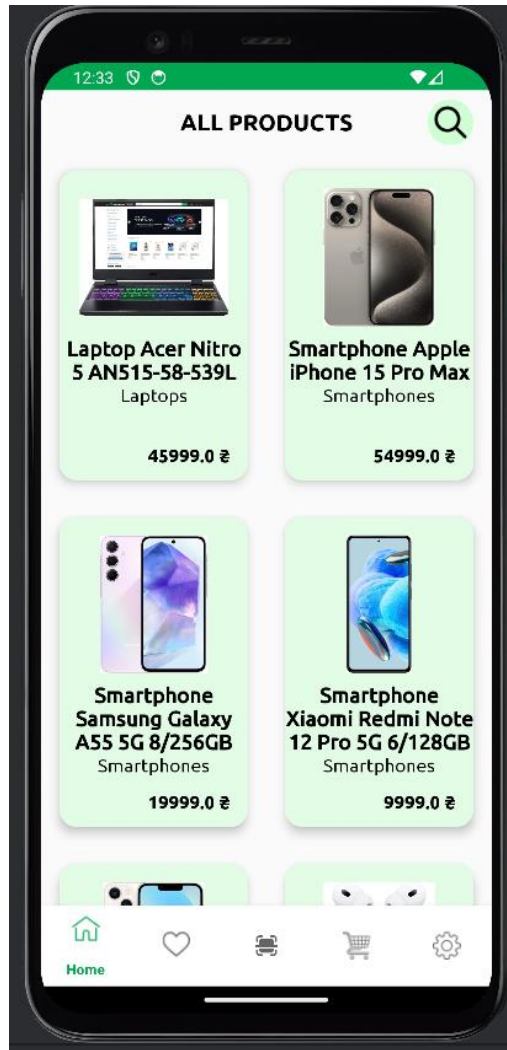 12:33
ALL PRODUCTS
Laptop Acer Nitro
5 AN515-58-539L
Laptops
45999.0 ₴
Smartphone Apple
iPhone 15 Pro Max
Smartphones
54999.0 ₴
Smartphone
Samsung Galaxy
A55 5G 8/256GB
Smartphones
19999.0 ₴
Smartphone
Xiaomi Redmi Note
12 Pro 5G 6/128GB
Smartphones
9999.0 ₴
Home